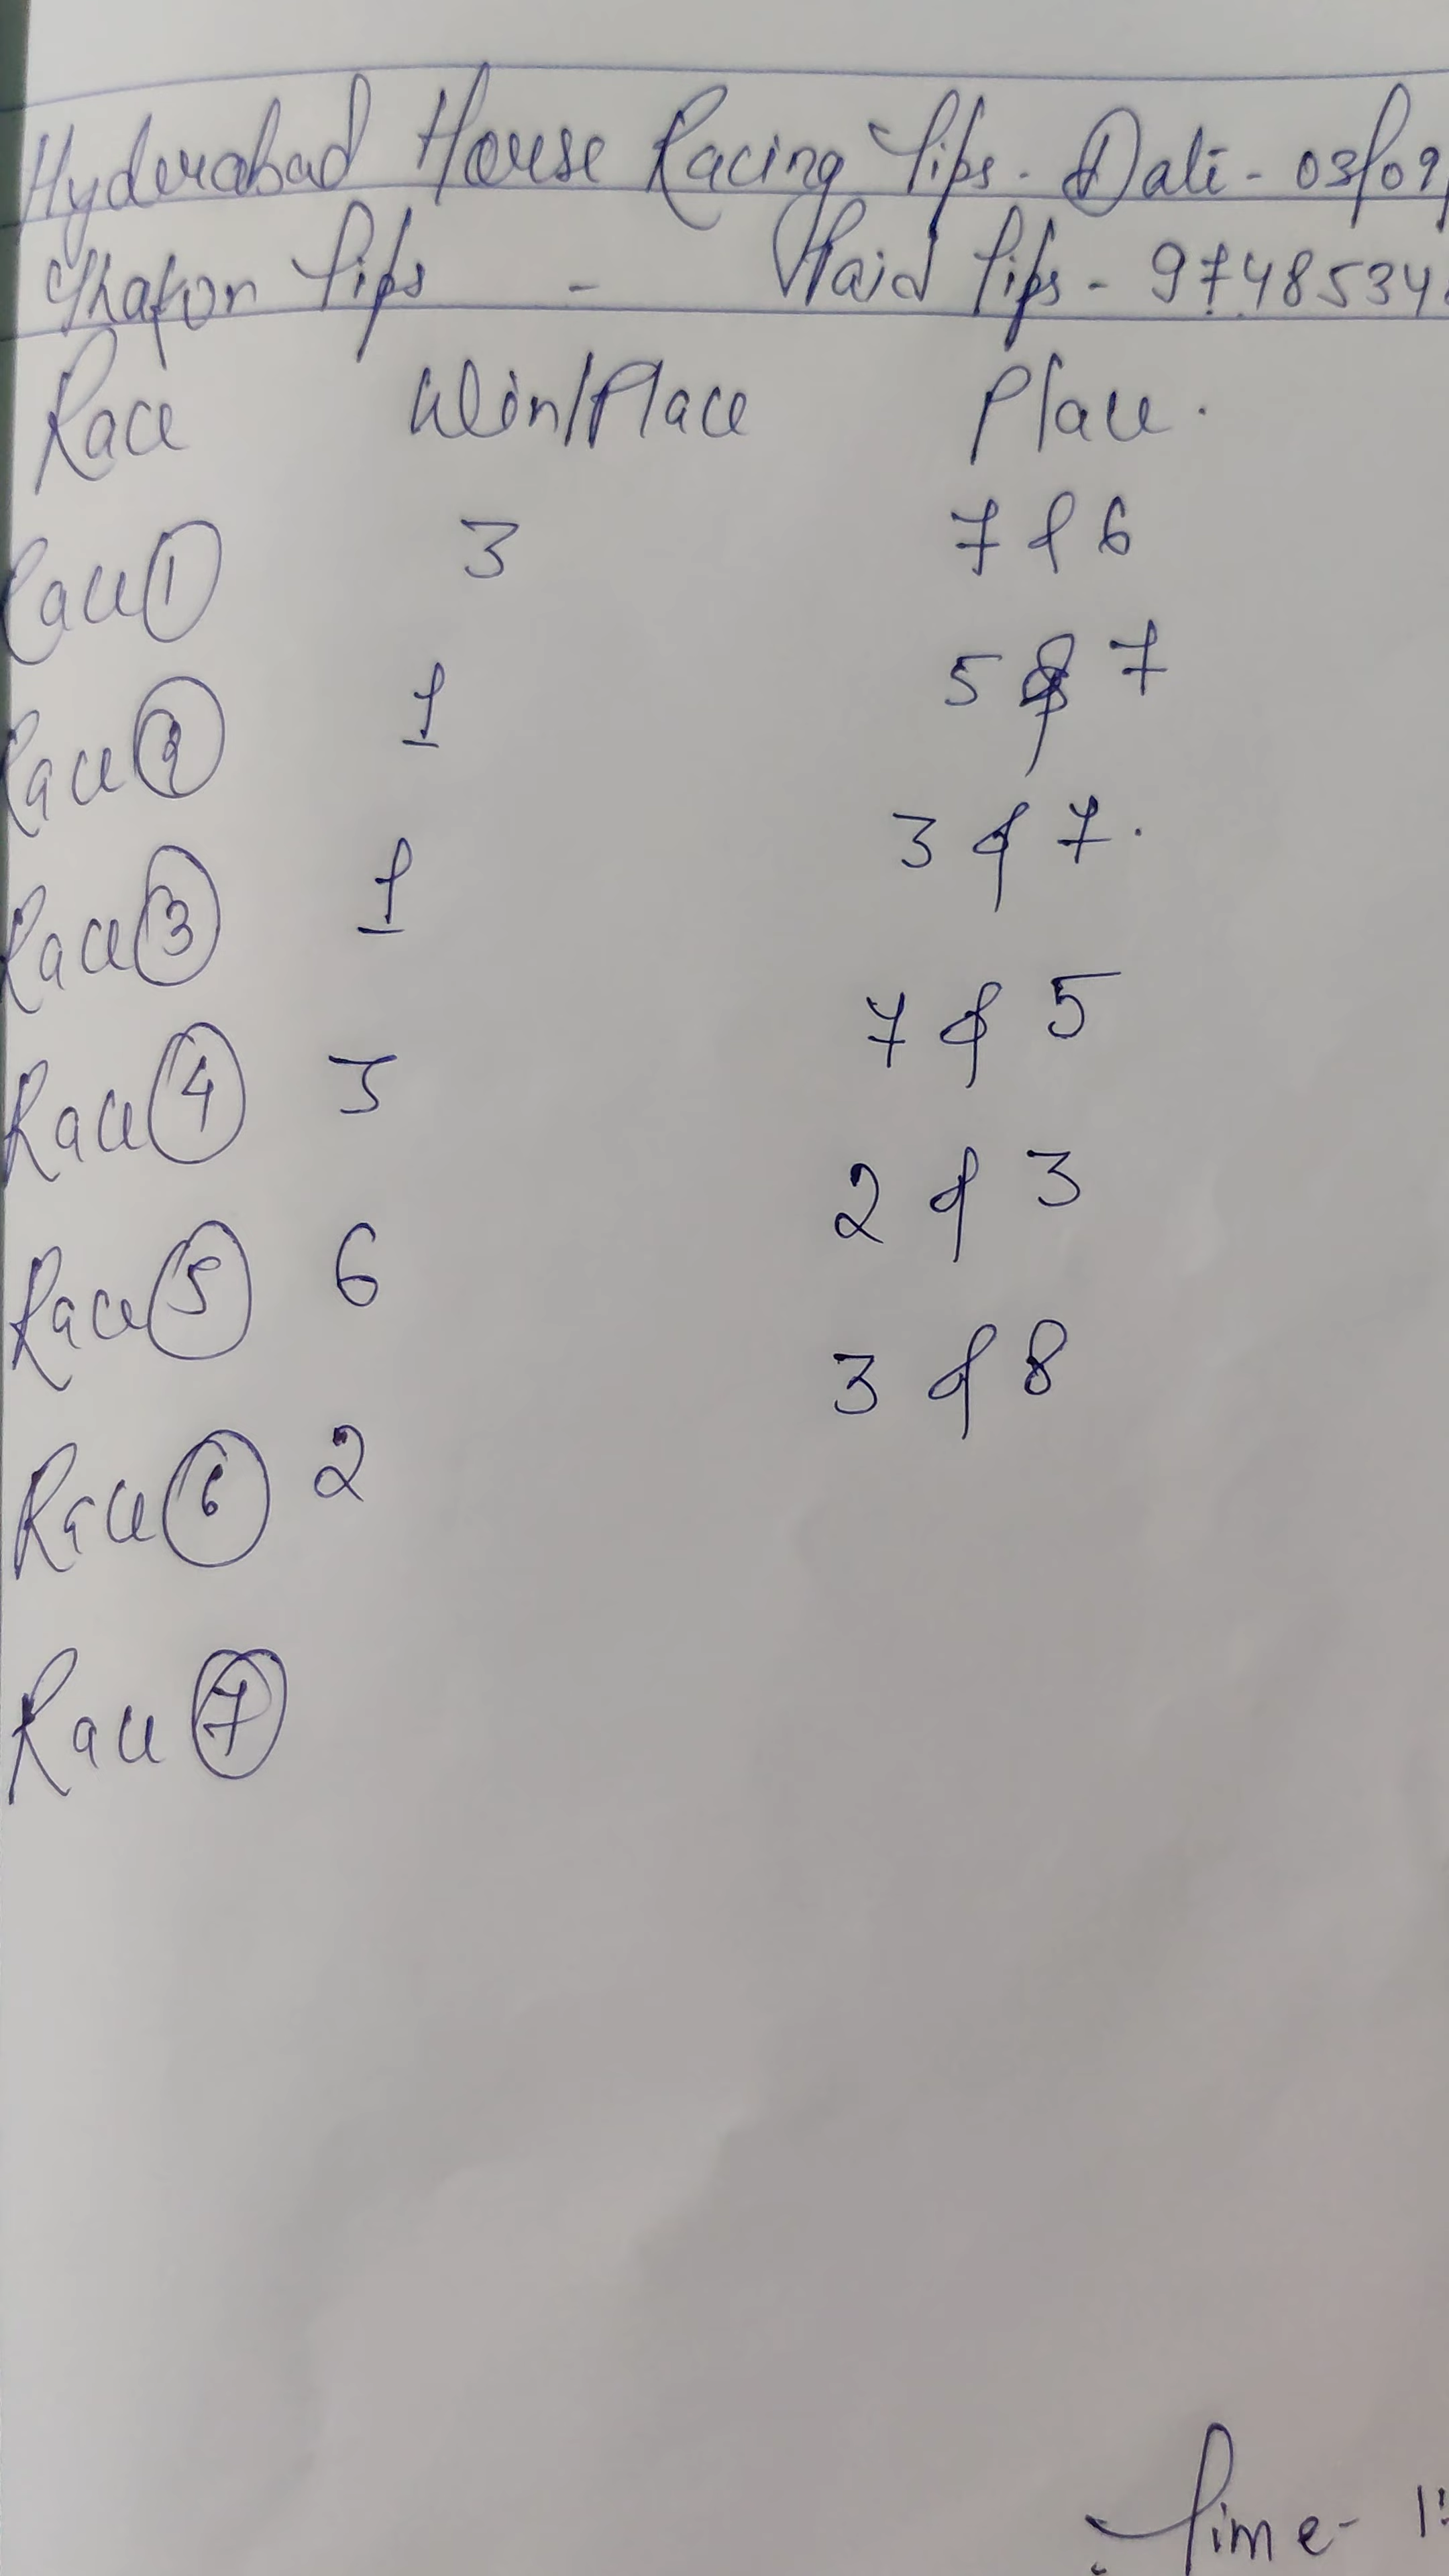 Hyderabad Horse Racing Tips. Date - 03/09/
Tips - Paid Tips - 9748534
Race Win/Place Place.
Race 1 3 7 & 6
Race 2 1 5 & 7
Race 3 1 3 & 7.
Race 4 3 7 & 5
Race 5 6 2 & 3
Race 6 2 3 & 8
Race 7
Time - 1: